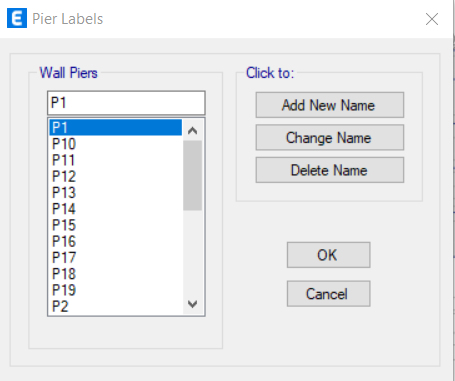 E Pier Labels
Wall Piers
P1
P1
P10
P11
P12
P13
P14
P15
P16
P17
P18
P19
P2
Click to:
Add New Name
Change Name
Delete Name
OK
Cancel